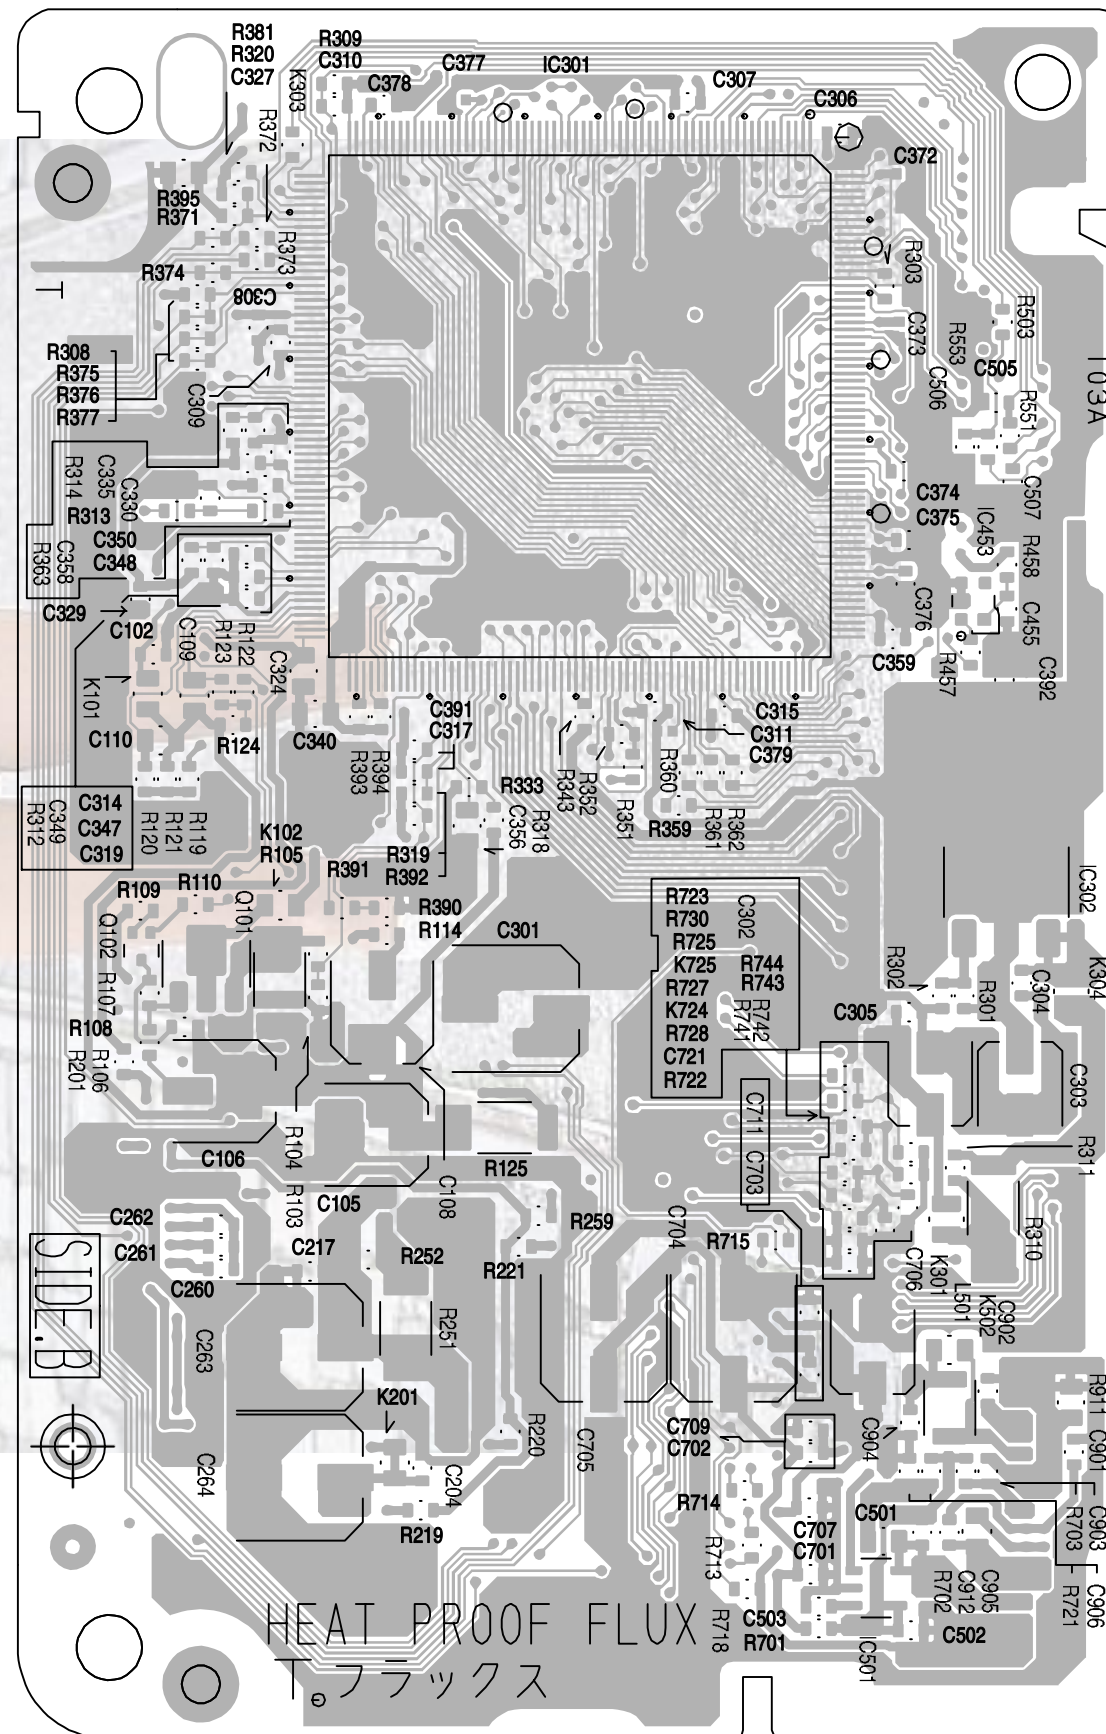 R381
R320
C327
R309
C310
C378
C377
IC301
C307
C306
K303
R372
C372
R395
R371
R373
R374
C308
T
R303
C373
R553
R503
C505
C506
T03A
R308
R375
R376
R377
C309
R551
R314
C335
C330
R313
C350
C348
C358
R363
C374
C375
C507
IC453
R458
C329
C102
C109
R123
R122
C324
C376
C455
C359
R457
C392
K101
C110
R124
C340
C391
C317
C315
C311
C379
R393
R394
R333
R343
R352
R360
C314
C347
C319
C349
R312
R120
R121
R119
K102
R105
R391
R319
R392
C356
R318
R351
R359
R361
R362
IC302
R109
R110
Q101
R390
R114
C301
Q102
R107
R108
R201
R106
R723
R730
R725
K725
R727
K724
R728
C721
R722
C302
R744
R743
R742
R741
R302
R301
C304
K304
C305
C303
C106
R104
R103
C105
C108
R125
C711
C703
R311
C262
C261
C260
C217
R252
R221
R259
C704
R715
C706
K301
R310
L501
K502
C902
SIDE.B
C263
R251
K201
C264
C204
R219
R220
C705
C709
C702
C904
R911
C901
R714
C707
C701
C501
R703
C903
R713
R718
C503
R701
IC501
R702
C912
C905
C502
R721
C906
HEAT PROOF FLUX
T.フラックス